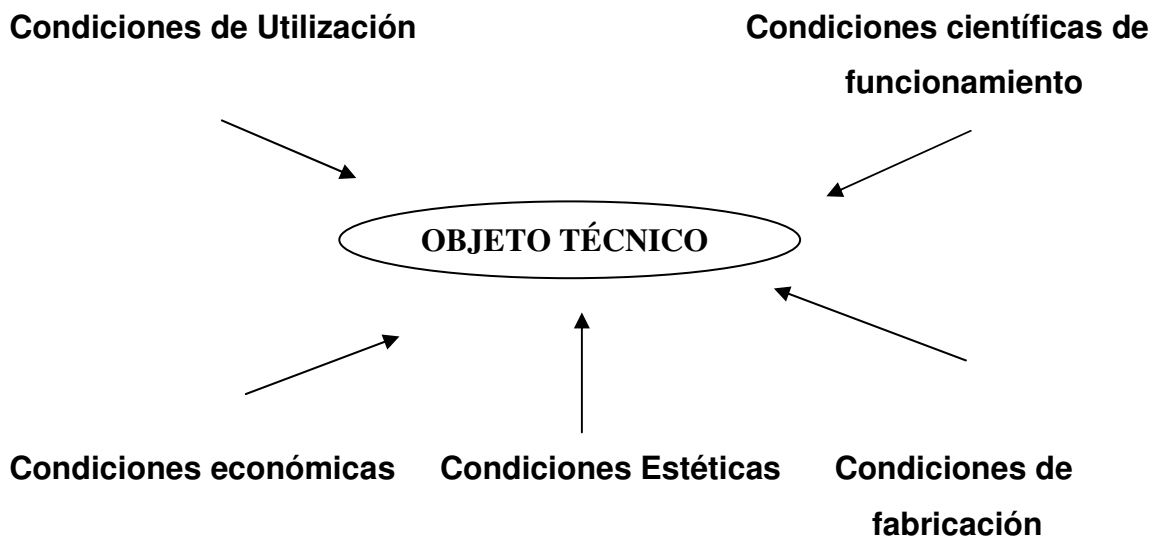 Condiciones de Utilización
Condiciones científicas de
funcionamiento
OBJETO TÉCNICO
Condiciones económicas
Condiciones Estéticas
Condiciones de
fabricación